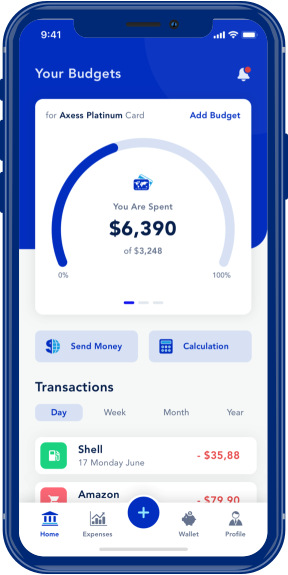 9:41
Your Budgets
for Axess Platinum Card
Add Budget
You Are Spent
$6,390
of $3,248
0%
100%
Send Money
Calculation
Transactions
Day
Week
Month
Year
Shell
17 Monday June
- $35,88
Amazon
- $79,90
Home
Expenses
+
Wallet
Profile